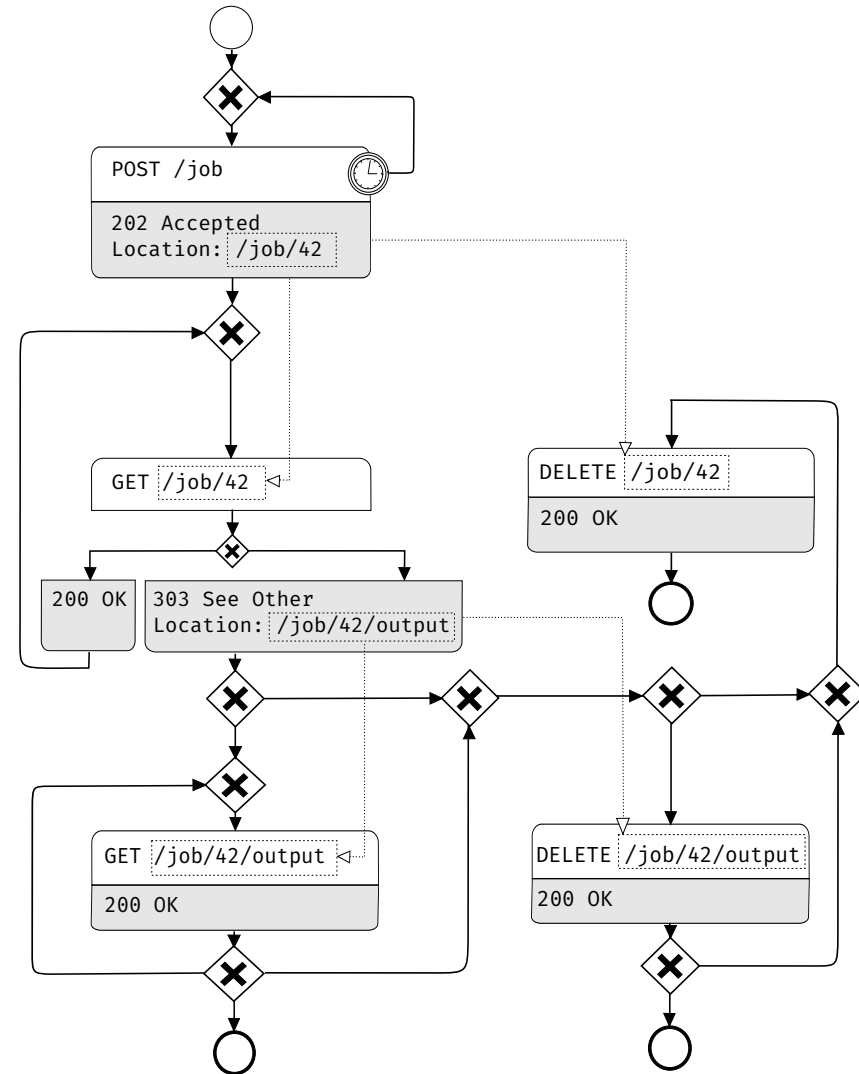 POST /job
202 Accepted
Location: /job/42
GET /job/42
DELETE /job/42
200 OK
200 OK
303 See Other
Location: /job/42/output
GET /job/42/output
200 OK
DELETE /job/42/output
200 OK